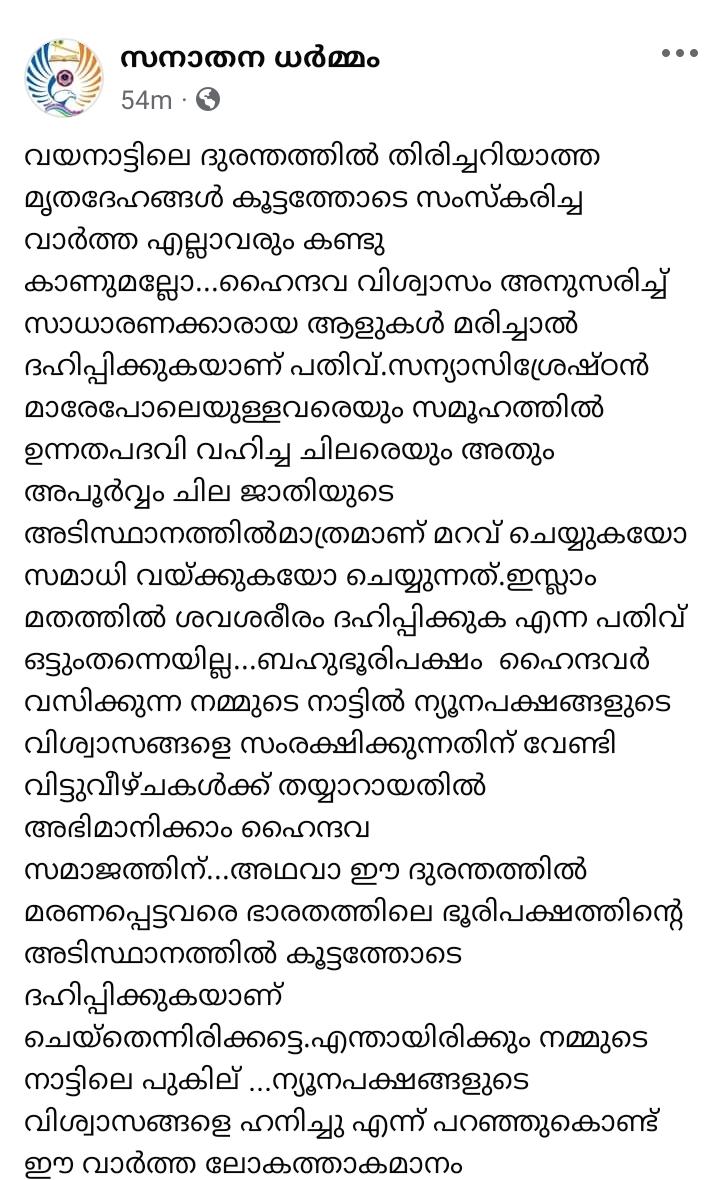 സനാതന ധർമ്മം
54m ·
വയനാട്ടിലെ ദുരന്തത്തിൽ തിരിച്ചറിയാത്ത
മൃതദേഹങ്ങൾ കൂട്ടത്തോടെ സംസ്കരിച്ച
വാർത്ത എല്ലാവരും കണ്ടു
കാണുമല്ലോ...ഹൈന്ദവ വിശ്വാസം അനുസരിച്ച്
സാധാരണക്കാരായ ആളുകൾ മരിച്ചാൽ
ദഹിപ്പിക്കുകയാണ് പതിവ്.സന്യാസിശ്രേഷ്ഠൻ
മാരേപോലെയുള്ളവരെയും സമൂഹത്തിൽ
ഉന്നതപദവി വഹിച്ച ചിലരെയും അതും
അപൂർവ്വം ചില ജാതിയുടെ
അടിസ്ഥാനത്തിൽമാത്രമാണ് മറവ് ചെയ്യുകയോ
സമാധി വയ്ക്കുകയോ ചെയ്യുന്നത്.ഇസ്ലാം
മതത്തിൽ ശവശരീരം ദഹിപ്പിക്കുക എന്ന പതിവ്
ഒട്ടുംതന്നെയില്ല...ബഹുഭൂരിപക്ഷം ഹൈന്ദവർ
വസിക്കുന്ന നമ്മുടെ നാട്ടിൽ ന്യൂനപക്ഷങ്ങളുടെ
വിശ്വാസങ്ങളെ സംരക്ഷിക്കുന്നതിന് വേണ്ടി
വിട്ടുവീഴ്ചകൾക്ക് തയ്യാറായതിൽ
അഭിമാനിക്കാം ഹൈന്ദവ
സമാജത്തിന്...അഥവാ ഈ ദുരന്തത്തിൽ
മരണപ്പെട്ടവരെ ഭാരതത്തിലെ ഭൂരിപക്ഷത്തിന്റെ
അടിസ്ഥാനത്തിൽ കൂട്ടത്തോടെ
ദഹിപ്പിക്കുകയാണ്
ചെയ്തെന്നിരിക്കട്ടെ.എന്തായിരിക്കും നമ്മുടെ
നാട്ടിലെ പുകില് ...ന്യൂനപക്ഷങ്ങളുടെ
വിശ്വാസങ്ങളെ ഹനിച്ചു എന്ന് പറഞ്ഞുകൊണ്ട്
ഈ വാർത്ത ലോകത്താകമാനം